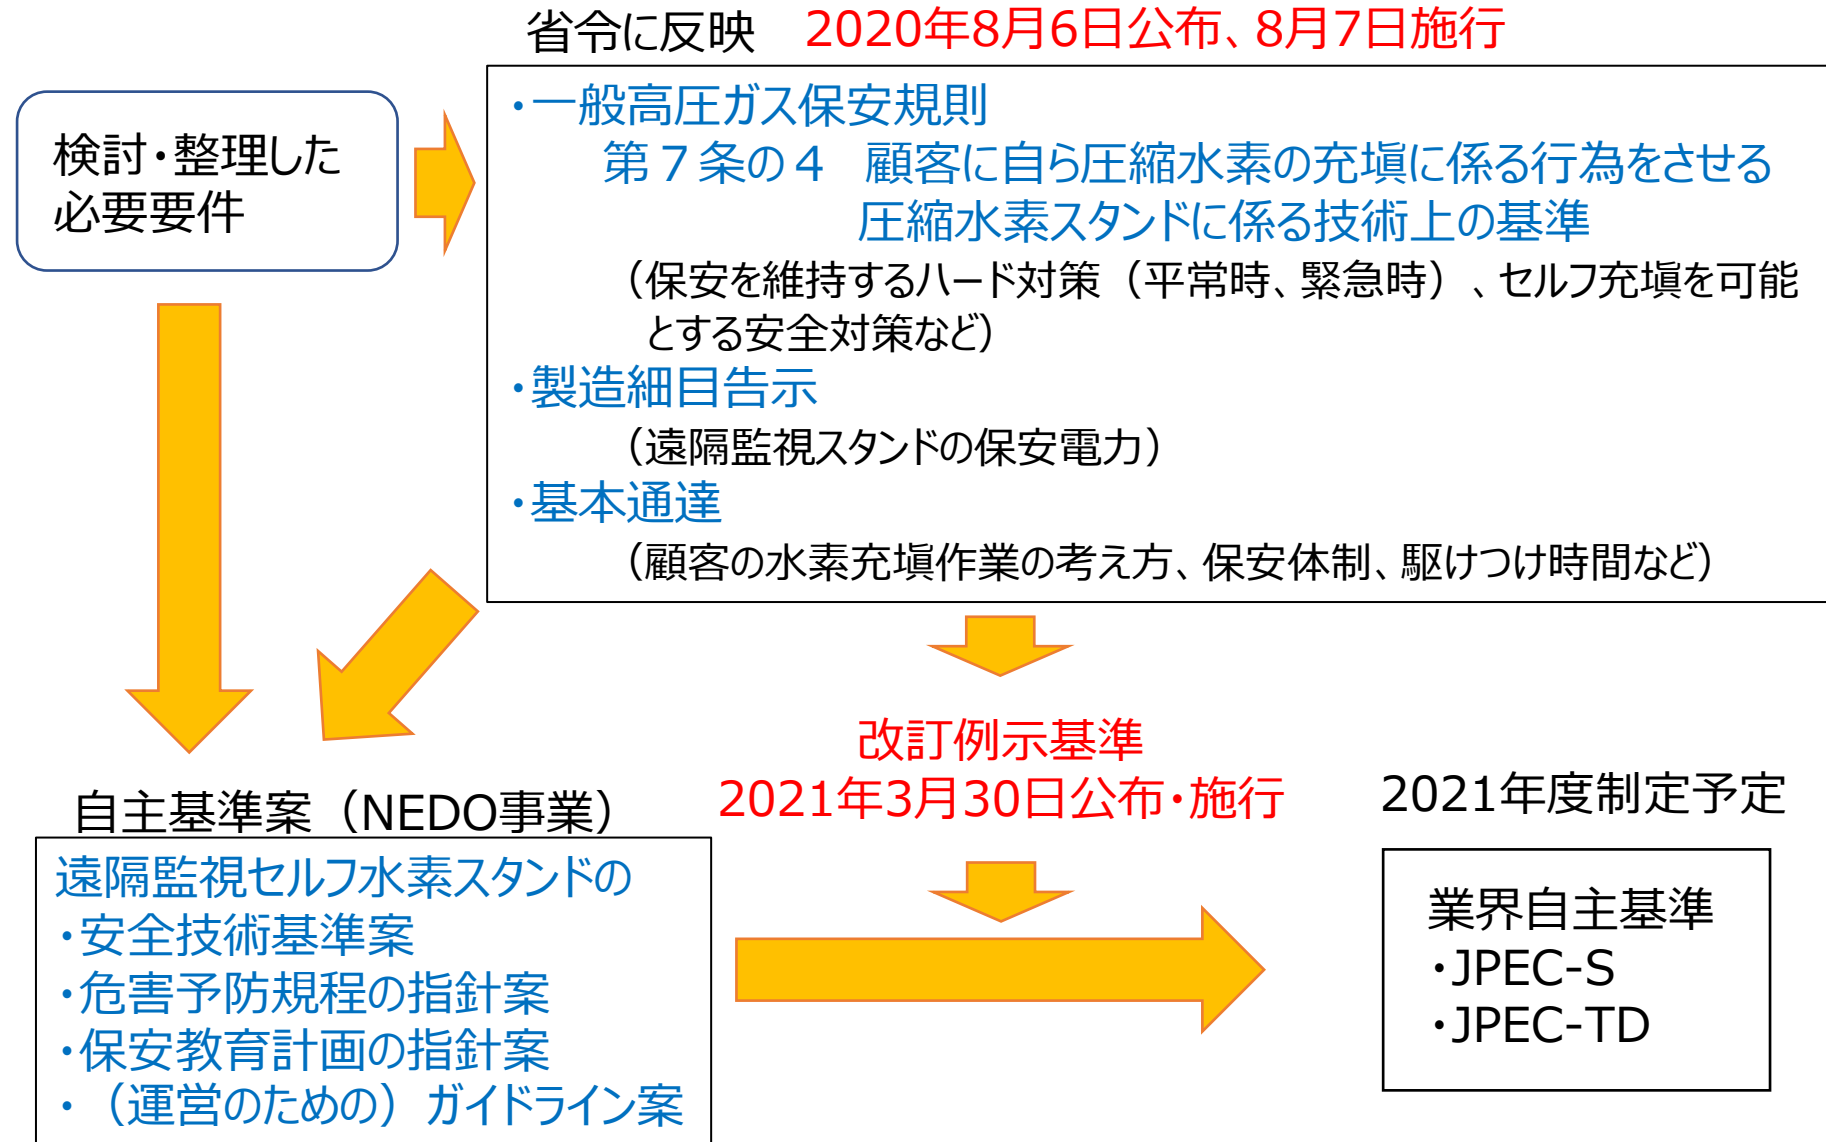 省令に反映 2020年8月6日公布、8月7日施行
検討・整理した
必要要件
・一般高圧ガス保安規則
第7条の4 顧客に自ら圧縮水素の充塡に係る行為をさせる
圧縮水素スタンドに係る技術上の基準
（保安を維持するハード対策（平常時、緊急時）、セルフ充塡を可能
とする安全対策など）
・製造細目告示
（遠隔監視スタンドの保安電力）
・基本通達
（顧客の水素充塡作業の考え方、保安体制、駆けつけ時間など）
改訂例示基準
2021年3月30日公布・施行
自主基準案（NEDO事業）
遠隔監視セルフ水素スタンドの
・安全技術基準案
・危害予防規程の指針案
・保安教育計画の指針案
・（運営のための）ガイドライン案
2021年度制定予定
業界自主基準
・JPEC-S
・JPEC-TD